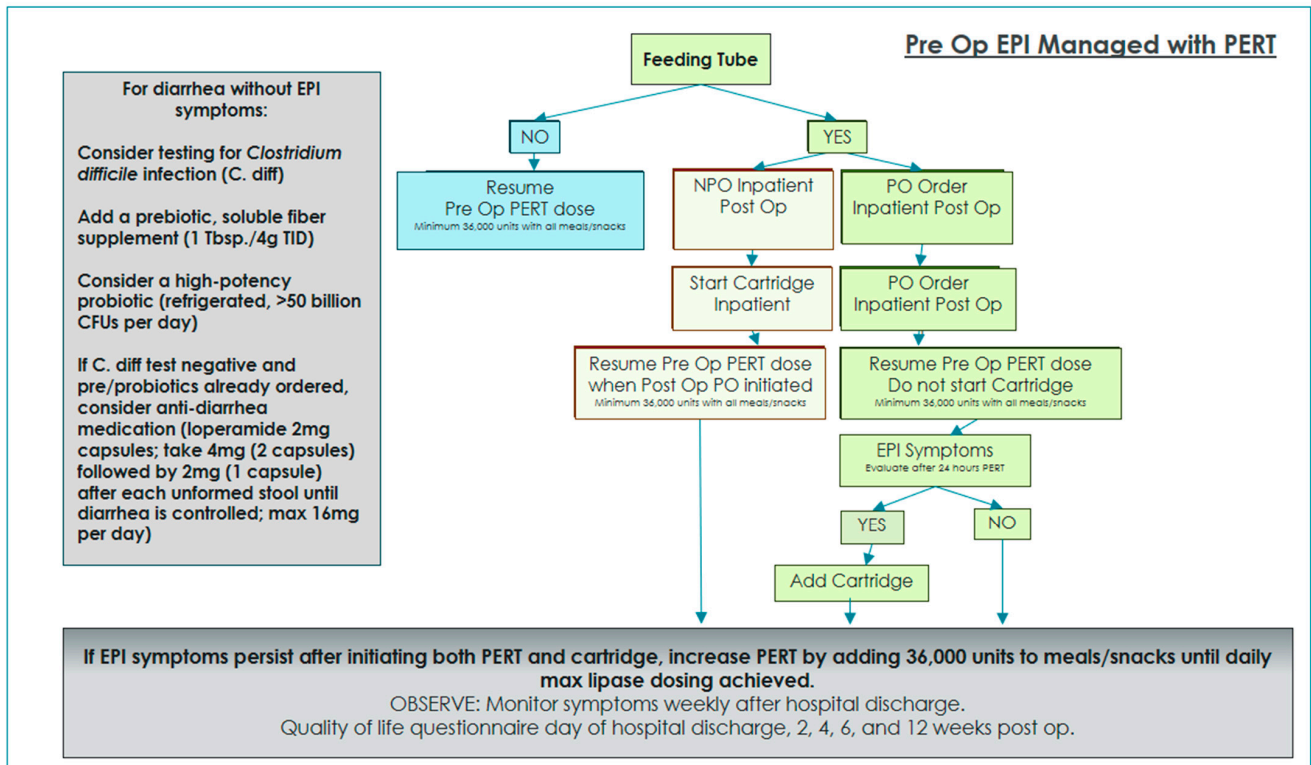 Pre Op EPI Managed with PERT
For diarrhea without EPI
symptoms:
Consider testing for Clostridium
difficile infection (C. diff)
Add a prebiotic, soluble fiber
supplement (1 Tbsp./4g TID)
Consider a high-potency
probiotic (refrigerated, >50 billion
CFUs per day)
If C. diff test negative and
pre/probiotics already ordered,
consider anti-diarrhea
medication (loperamide 2mg
capsules; take 4mg (2 capsules)
followed by 2mg (1 capsule)
after each unformed stool until
diarrhea is controlled; max 16mg
per day)
Feeding Tube
NO
YES
Resume
Pre Op PERT dose
Minimum 36,000 units with all meals/snacks
NPO Inpatient
Post Op
PO Order
Inpatient Post Op
Start Cartridge
Inpatient
PO Order
Inpatient Post Op
Resume Pre Op PERT dose
when Post Op PO initiated
Minimum 36,000 units with all meals/snacks
Resume Pre Op PERT dose
Do not start Cartridge
Minimum 36,000 units with all meals/snacks
EPI Symptoms
Evaluate after 24 hours PERT
YES
NO
Add Cartridge
If EPI symptoms persist after initiating both PERT and cartridge, increase PERT by adding 36,000 units to meals/snacks until daily
max lipase dosing achieved.
OBSERVE: Monitor symptoms weekly after hospital discharge.
Quality of life questionnaire day of hospital discharge, 2, 4, 6, and 12 weeks post op.